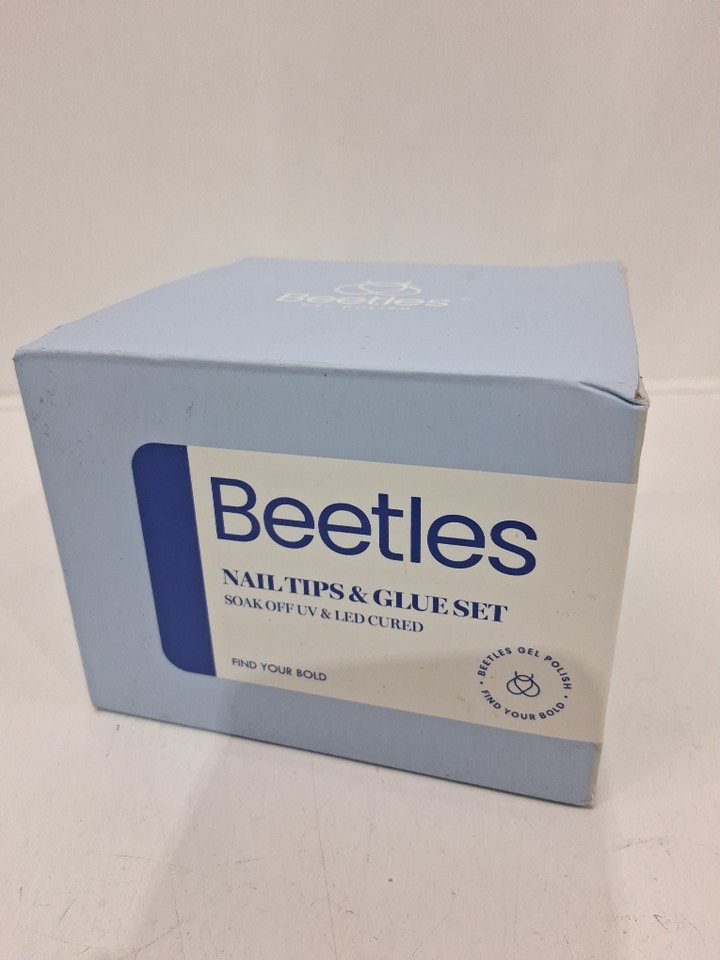 Beetles
GEL POLISH
Beetles
NAIL TIPS & GLUE SET
SOAK OFF UV & LED CURED
FIND YOUR BOLD
• BEETLES GEL POLISH •
FIND YOUR BOLD